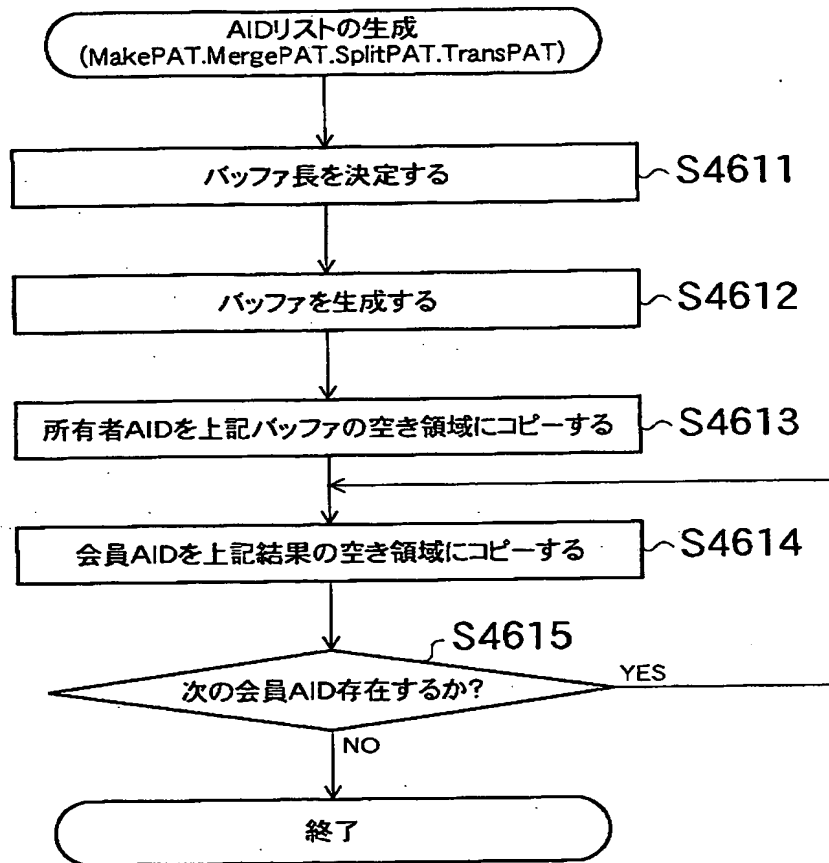 AIDリストの生成
(MakePAT.MergePAT.SplitPAT.TransPAT)
バッファ長を決定する
S4611
バッファを生成する
S4612
所有者AIDを上記バッファの空き領域にコピーする
S4613
会員AIDを上記結果の空き領域にコピーする
S4614
S4615
次の会員AID存在するか?
YES
NO
終了